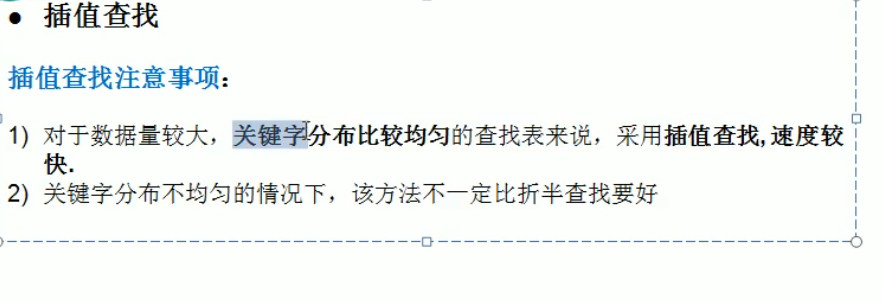 ● 插值查找
插值查找注意事项：
1) 对于数据量较大，关键字分布比较均匀的查找表来说，采用插值查找,速度较
快.
2) 关键字分布不均匀的情况下，该方法不一定比折半查找要好